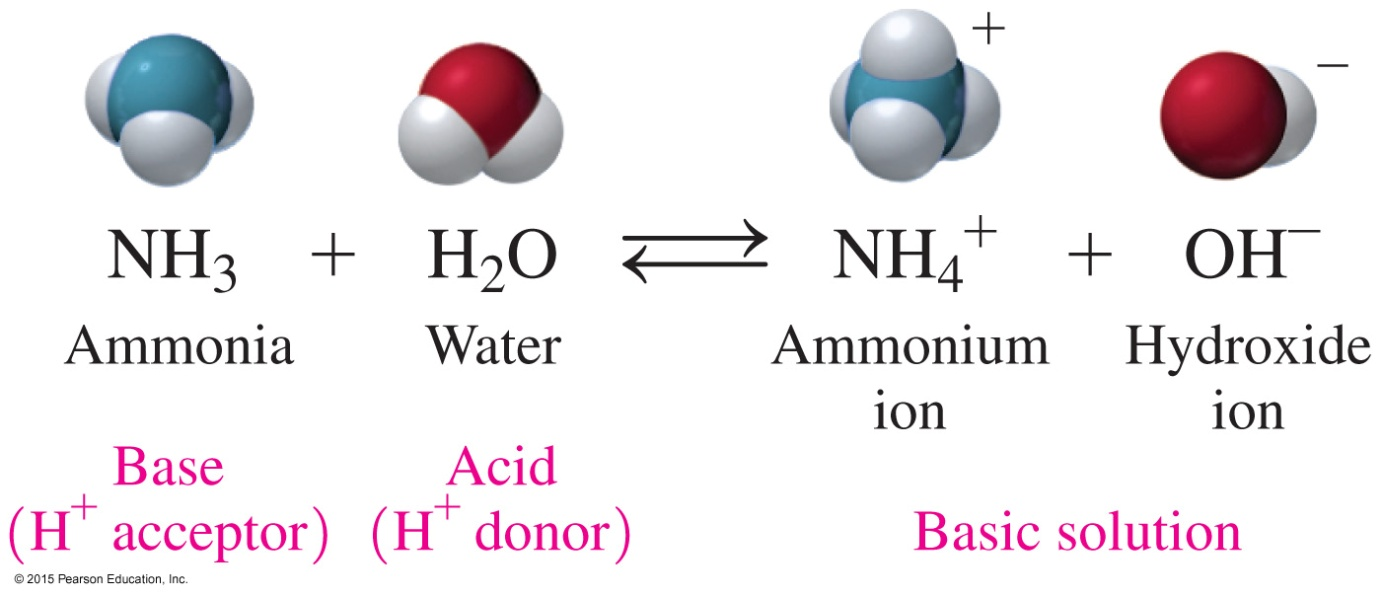 + −
NH₃ + H₂O ⇌ NH₄⁺ + OH⁻
Ammonia Water Ammonium Hydroxide
ion ion
Base Acid
(H⁺ acceptor) (H⁺ donor) Basic solution
© 2015 Pearson Education, Inc.